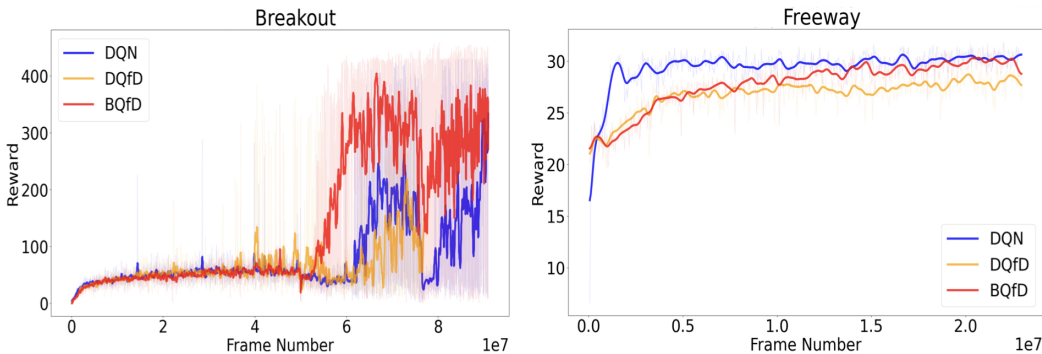 Breakout
DQN
DQfD
BQfD
400
300
200
100
0
Reward
0
2
4
6
8
1e7
Frame Number
Freeway
30
25
20
15
10
Reward
DQN
DQfD
BQfD
0.0
0.5
1.0
1.5
2.0
1e7
Frame Number